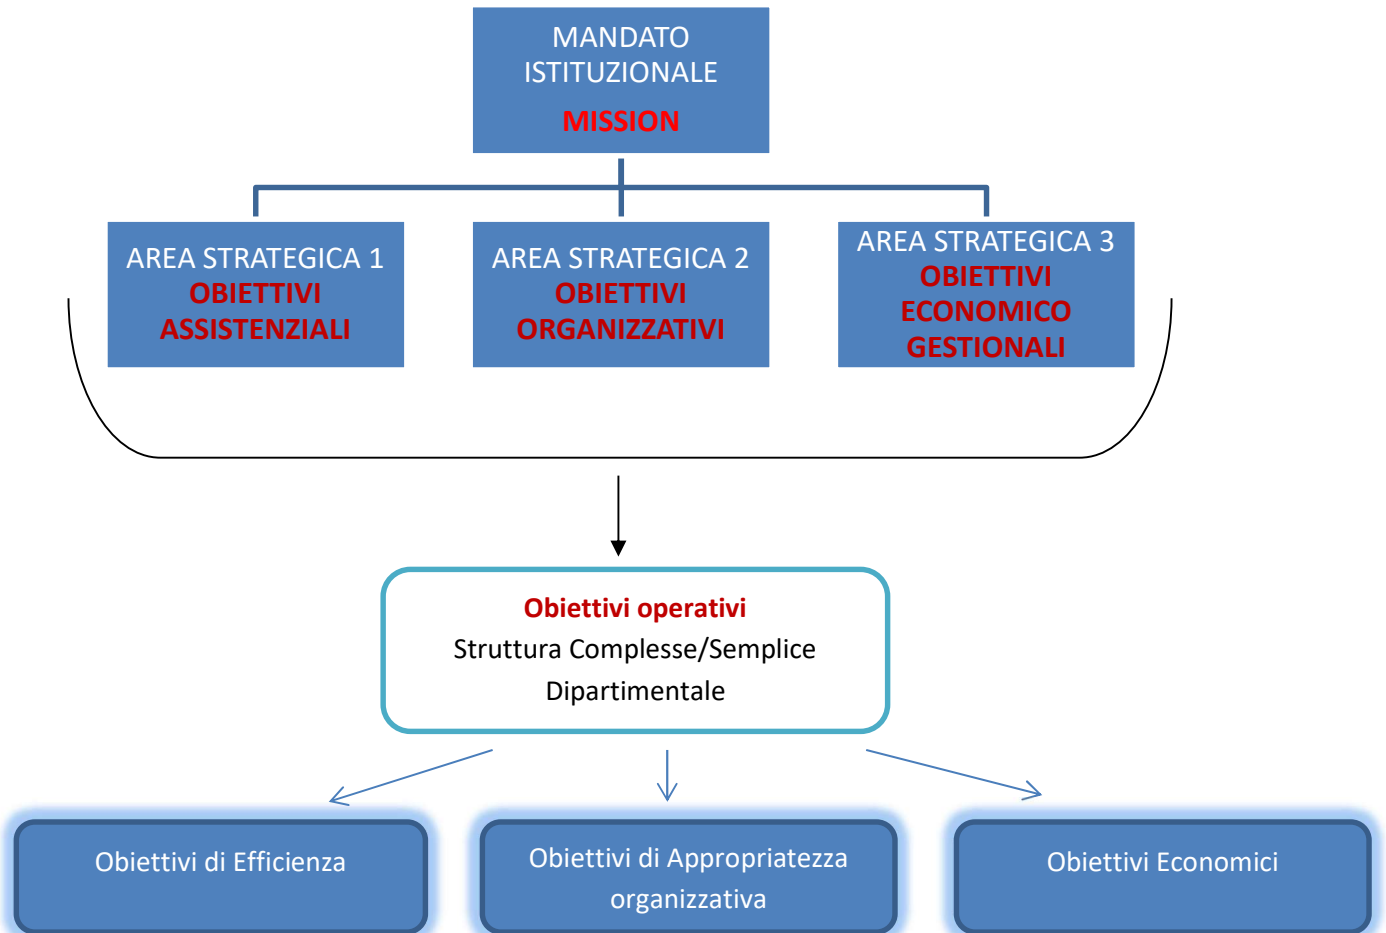 MANDATO
ISTITUZIONALE
MISSION
AREA STRATEGICA 1
OBIETTIVI
ASSISTENZIALI
AREA STRATEGICA 2
OBIETTIVI
ORGANIZZATIVI
AREA STRATEGICA 3
OBIETTIVI
ECONOMICO
GESTIONALI
Obiettivi operativi
Struttura Complesse/Semplice
Dipartimentale
Obiettivi di Efficienza
Obiettivi di Appropriatezza
organizzativa
Obiettivi Economici